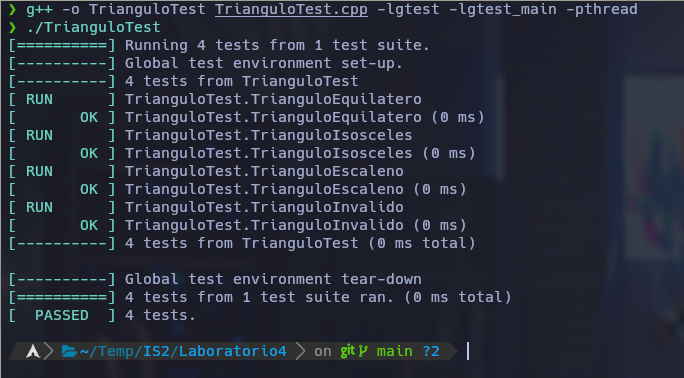 ❯ g++ -o TrianguloTest TrianguloTest.cpp -lgtest -lgtest_main -pthread
❯ ./TrianguloTest
[==========] Running 4 tests from 1 test suite.
[----------] Global test environment set-up.
[----------] 4 tests from TrianguloTest
[ RUN      ] TrianguloTest.TrianguloEquilatero
[       OK ] TrianguloTest.TrianguloEquilatero (0 ms)
[ RUN      ] TrianguloTest.TrianguloIsosceles
[       OK ] TrianguloTest.TrianguloIsosceles (0 ms)
[ RUN      ] TrianguloTest.TrianguloEscaleno
[       OK ] TrianguloTest.TrianguloEscaleno (0 ms)
[ RUN      ] TrianguloTest.TrianguloInvalido
[       OK ] TrianguloTest.TrianguloInvalido (0 ms)
[----------] 4 tests from TrianguloTest (0 ms total)
[----------] Global test environment tear-down
[==========] 4 tests from 1 test suite ran. (0 ms total)
[  PASSED  ] 4 tests.
~/Temp/IS2/Laboratorio4 on git main ?2